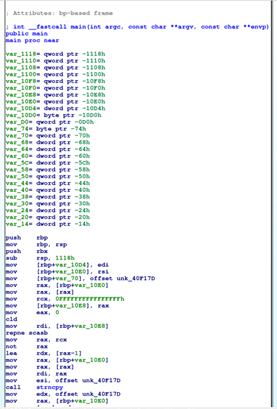 ; Attributes: bp-based frame
; int __fastcall main(int argc, const char **argv, const char **envp)
public main
main proc near
var_1118= qword ptr -1118h
var_1110= qword ptr -1110h
var_1108= qword ptr -1108h
var_1100= qword ptr -1100h
var_10F8= qword ptr -10F8h
var_10F0= qword ptr -10F0h
var_10E8= qword ptr -10E8h
var_10E0= qword ptr -10E0h
var_10D4= dword ptr -10D4h
var_10D0= byte ptr -10D0h
var_D0= qword ptr -0D0h
var_74= byte ptr -74h
var_70= qword ptr -70h
var_68= dword ptr -68h
var_64= dword ptr -64h
var_60= dword ptr -60h
var_5C= dword ptr -5Ch
var_58= qword ptr -58h
var_50= qword ptr -50h
var_44= dword ptr -44h
var_40= qword ptr -40h
var_38= qword ptr -38h
var_30= qword ptr -30h
var_24= dword ptr -24h
var_20= qword ptr -20h
var_14= dword ptr -14h
push rbp
mov rbp, rsp
push rbx
sub rsp, 1118h
mov [rbp+var_10D4], edi
mov [rbp+var_10E0], rsi
mov [rbp+var_70], offset unk_40F17D
mov rax, [rbp+var_10E0]
mov rax, [rax]
mov rcx, 0FFFFFFFFFFFFFFFFh
mov [rbp+var_10E8], rax
mov eax, 0
cld
mov rdi, [rbp+var_10E8]
repne scasb
mov rax, rcx
not rax
lea rdx, [rax-1]
mov rax, [rbp+var_10E0]
mov rax, [rax]
mov rdi, rax
mov esi, offset unk_40F17D
call strncpy
mov edx, offset unk_40F17D
mov rax, [rbp+var_10E0]